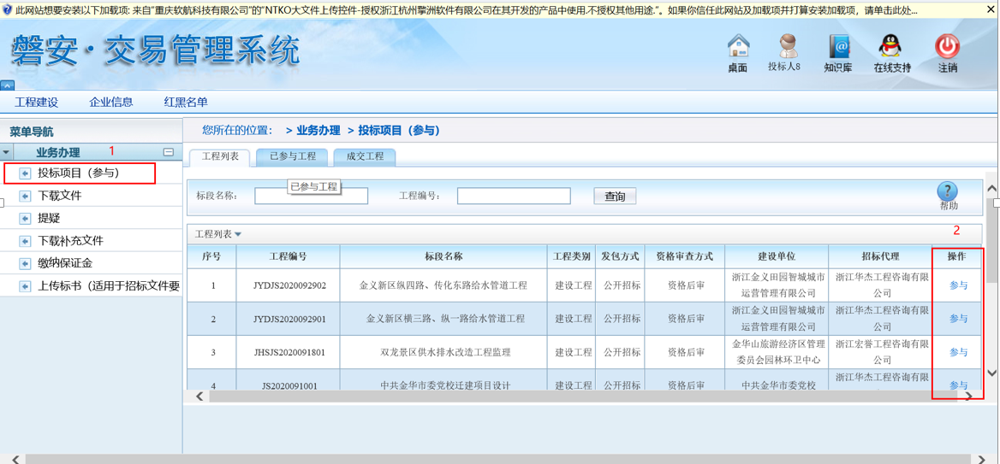 此网站想要安装以下加载项: 来自“重庆软航科技有限公司”的“NTKO大文件上传控件-授权浙江杭州擎洲软件有限公司在其开发的产品中使用.不授权其他用途.”。如果你信任此网站及加载项并打算安装加载项，请单击此处...
磐安·交易管理系统
桌面 投标人8 知识库 在线支持 注销
工程建设 企业信息 红黑名单
菜单导航
业务办理 1
投标项目（参与）
下载文件
提疑
下载补充文件
缴纳保证金
上传标书（适用于招标文件要
您所在的位置： > 业务办理 > 投标项目（参与）
工程列表 已参与工程 成交工程
已参与工程
标段名称： 工程编号： 查询 帮助
工程列表 2
序号 工程编号 标段名称 工程类别 发包方式 资格审查方式 建设单位 招标代理 操作
1 JYDJS2020092902 金义新区纵四路、传化东路给水管道工程 建设工程 公开招标 资格后审 浙江金义田园智城城市运营管理有限公司 浙江华杰工程咨询有限公司 参与
2 JYDJS2020092901 金义新区横三路、纵一路给水管道工程 建设工程 公开招标 资格后审 浙江金义田园智城城市运营管理有限公司 浙江华杰工程咨询有限公司 参与
3 JHSJS2020091801 双龙景区供水排水改造工程监理 建设工程 公开招标 资格后审 金华山旅游经济区管理委员会园林环卫中心 浙江宏誉工程咨询有限公司 参与
4 JS2020091001 中共金华市委党校迁建项目设计 建设工程 公开招标 资格后审 中共金华市委党校 浙江华杰工程咨询有限 参与